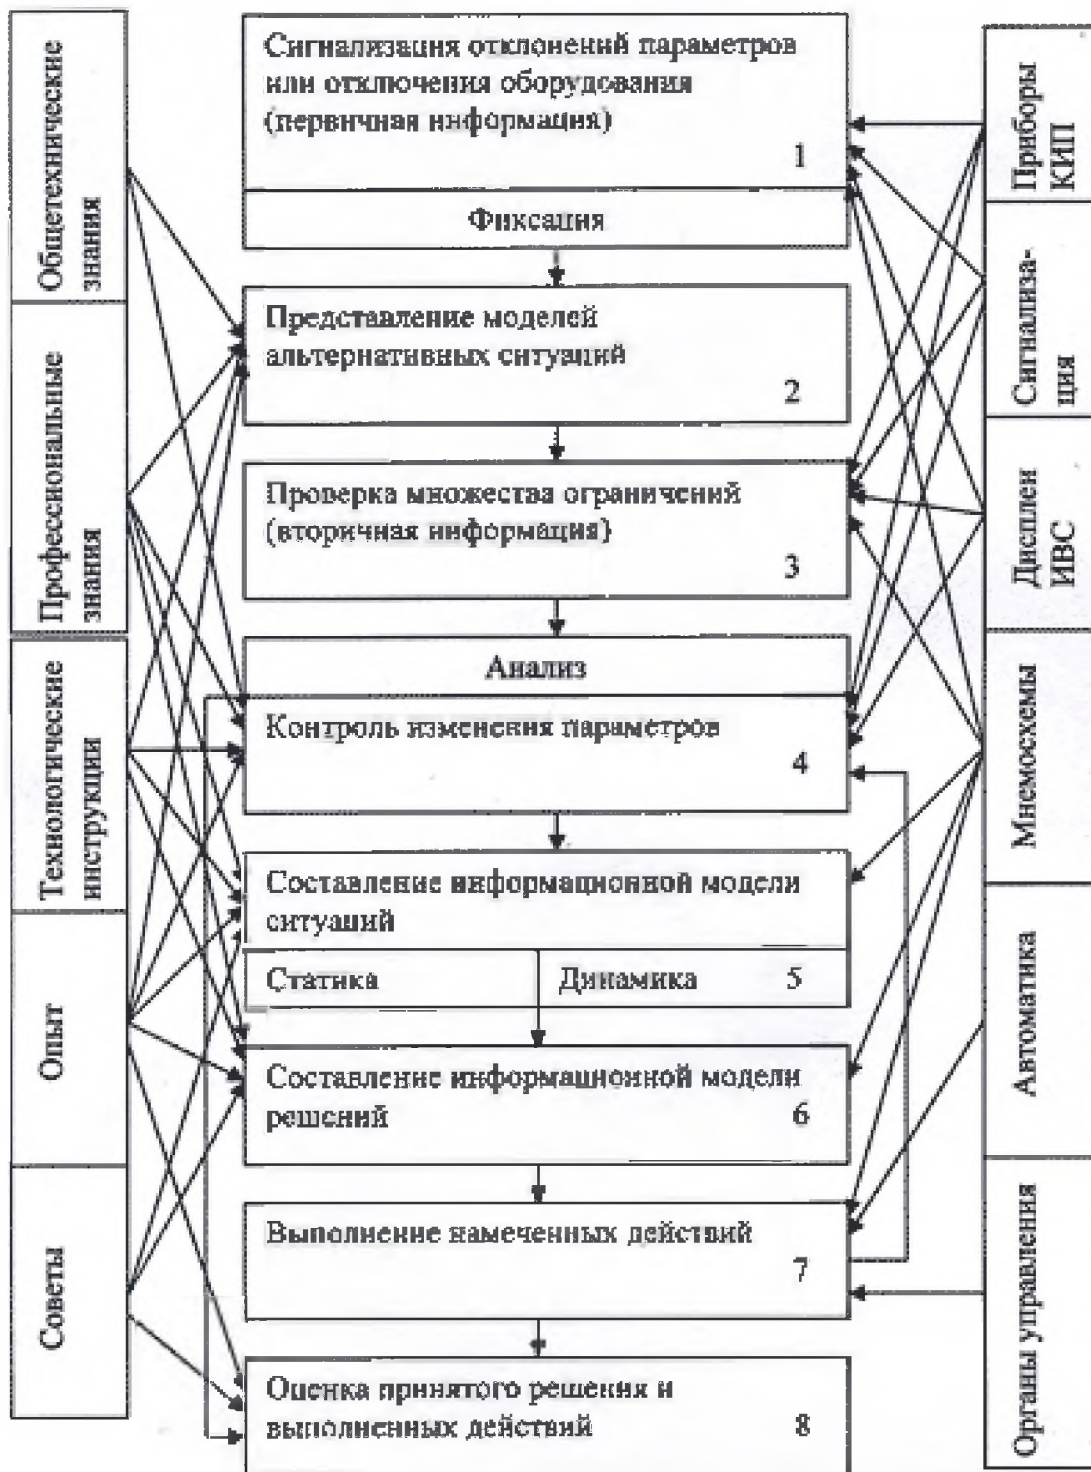 Сигнализация отклонений параметров
или отключения оборудования
(первичная информация)
1
Фиксация
Представление моделей
альтернативных ситуаций
2
Проверка множества ограничений
(вторичная информация)
3
Анализ
Контроль изменения параметров
4
Составление информационной модели
ситуаций
Статика
Динамика
5
Составление информационной модели
решений
6
Выполнение намеченных действий
7
Оценка принятого решения и
выполненных действий
8
Общетехнические
знания
Профессиональные
знания
Технологические
инструкции
Опыт
Советы
Приборы
КИП
Сигнализа-
ция
Дисплеи
ИВС
Мнемосхемы
Автоматика
Органы управления